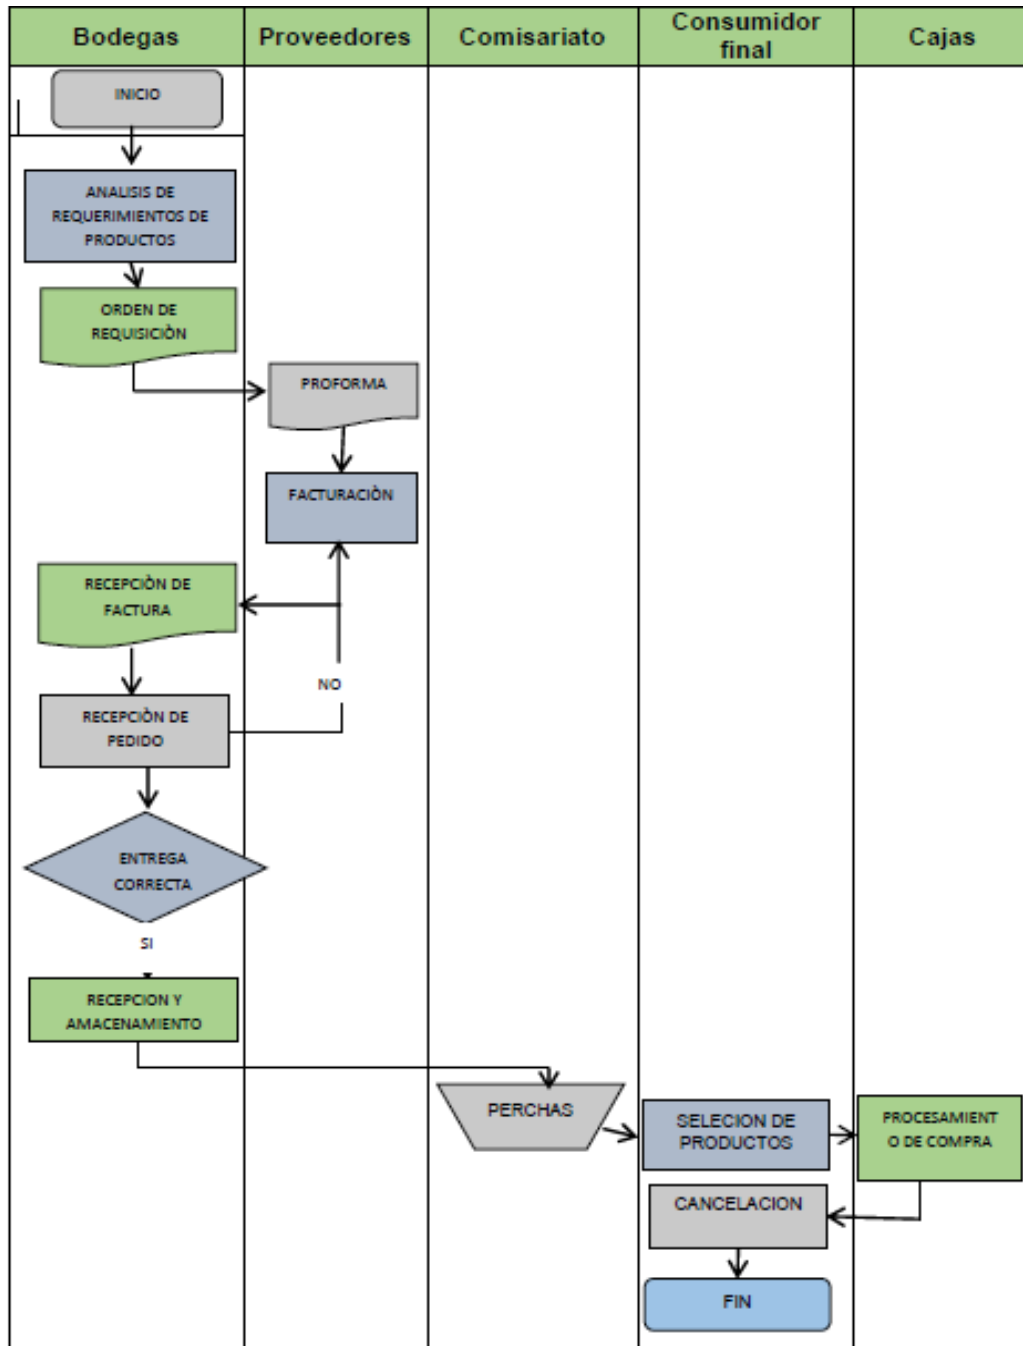 Bodegas
Proveedores
Comisariato
Consumidor
final
Cajas
INICIO
ANALISIS DE
REQUERIMIENTOS DE
PRODUCTOS
ORDEN DE
REQUISICIÒN
PROFORMA
FACTURACIÒN
RECEPCIÒN DE
FACTURA
NO
RECEPCIÒN DE
PEDIDO
ENTREGA
CORRECTA
SI
RECEPCION Y
AMACENAMIENTO
PERCHAS
SELECION DE
PRODUCTOS
PROCESAMIENT
O DE COMPRA
CANCELACION
FIN